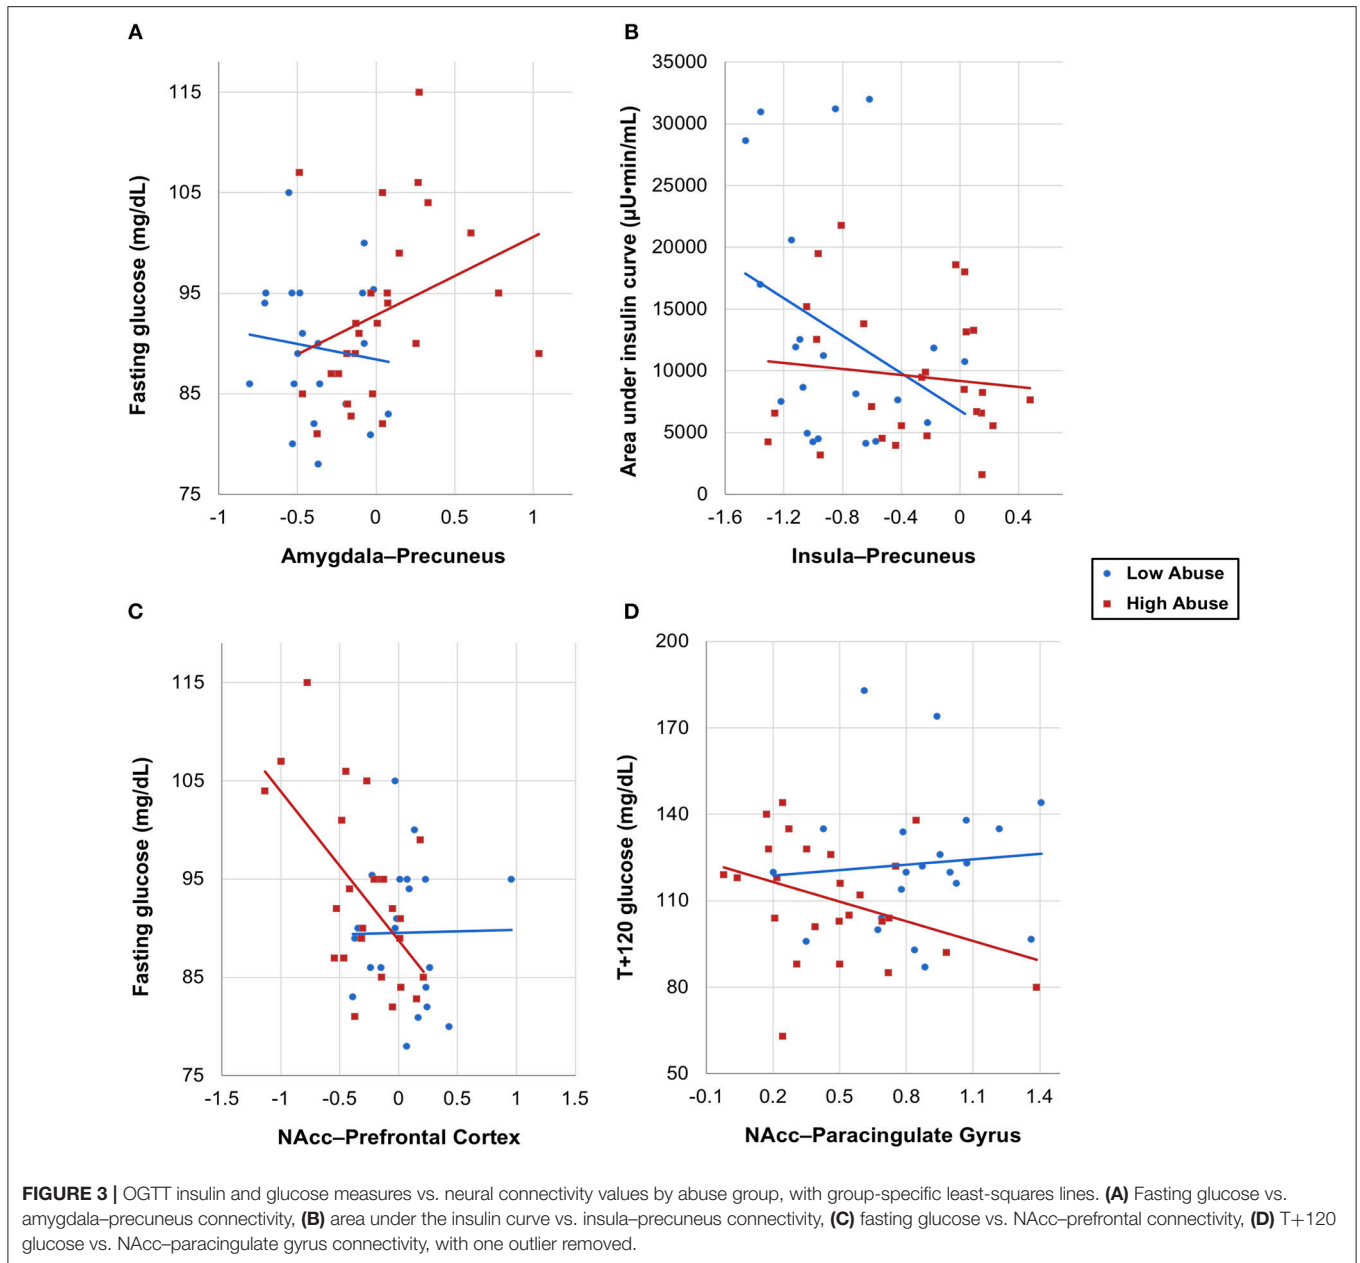 A
Fasting glucose (mg/dL)
115
105
95
85
75
-1
-0.5
0
0.5
1
Amygdala–Precuneus
B
Area under insulin curve (µU•min/mL)
35000
30000
25000
20000
15000
10000
5000
0
-1.6
-1.2
-0.8
-0.4
0
0.4
Insula–Precuneus
Low Abuse
High Abuse
C
Fasting glucose (mg/dL)
115
105
95
85
75
-1.5
-1
-0.5
0
0.5
1
1.5
NAcc–Prefrontal Cortex
D
T+120 glucose (mg/dL)
200
170
140
110
80
50
-0.1
0.2
0.5
0.8
1.1
1.4
NAcc–Paracingulate Gyrus
FIGURE 3 | OGTT insulin and glucose measures vs. neural connectivity values by abuse group, with group-specific least-squares lines. (A) Fasting glucose vs.
amygdala–precuneus connectivity, (B) area under the insulin curve vs. insula–precuneus connectivity, (C) fasting glucose vs. NAcc–prefrontal connectivity, (D) T+120
glucose vs. NAcc–paracingulate gyrus connectivity, with one outlier removed.